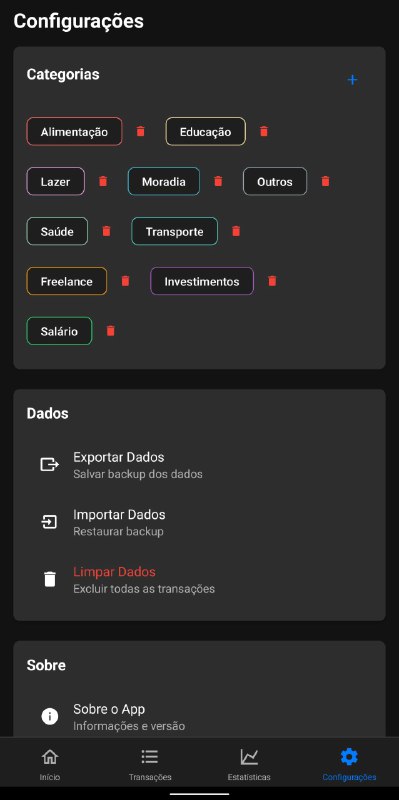 Configurações
Categorias
+
Alimentação Educação
Lazer Moradia Outros
Saúde Transporte
Freelance Investimentos
Salário
Dados
Exportar Dados
Salvar backup dos dados
Importar Dados
Restaurar backup
Limpar Dados
Excluir todas as transações
Sobre
Sobre o App
Informações e versão
Início Transações Estatísticas Configurações